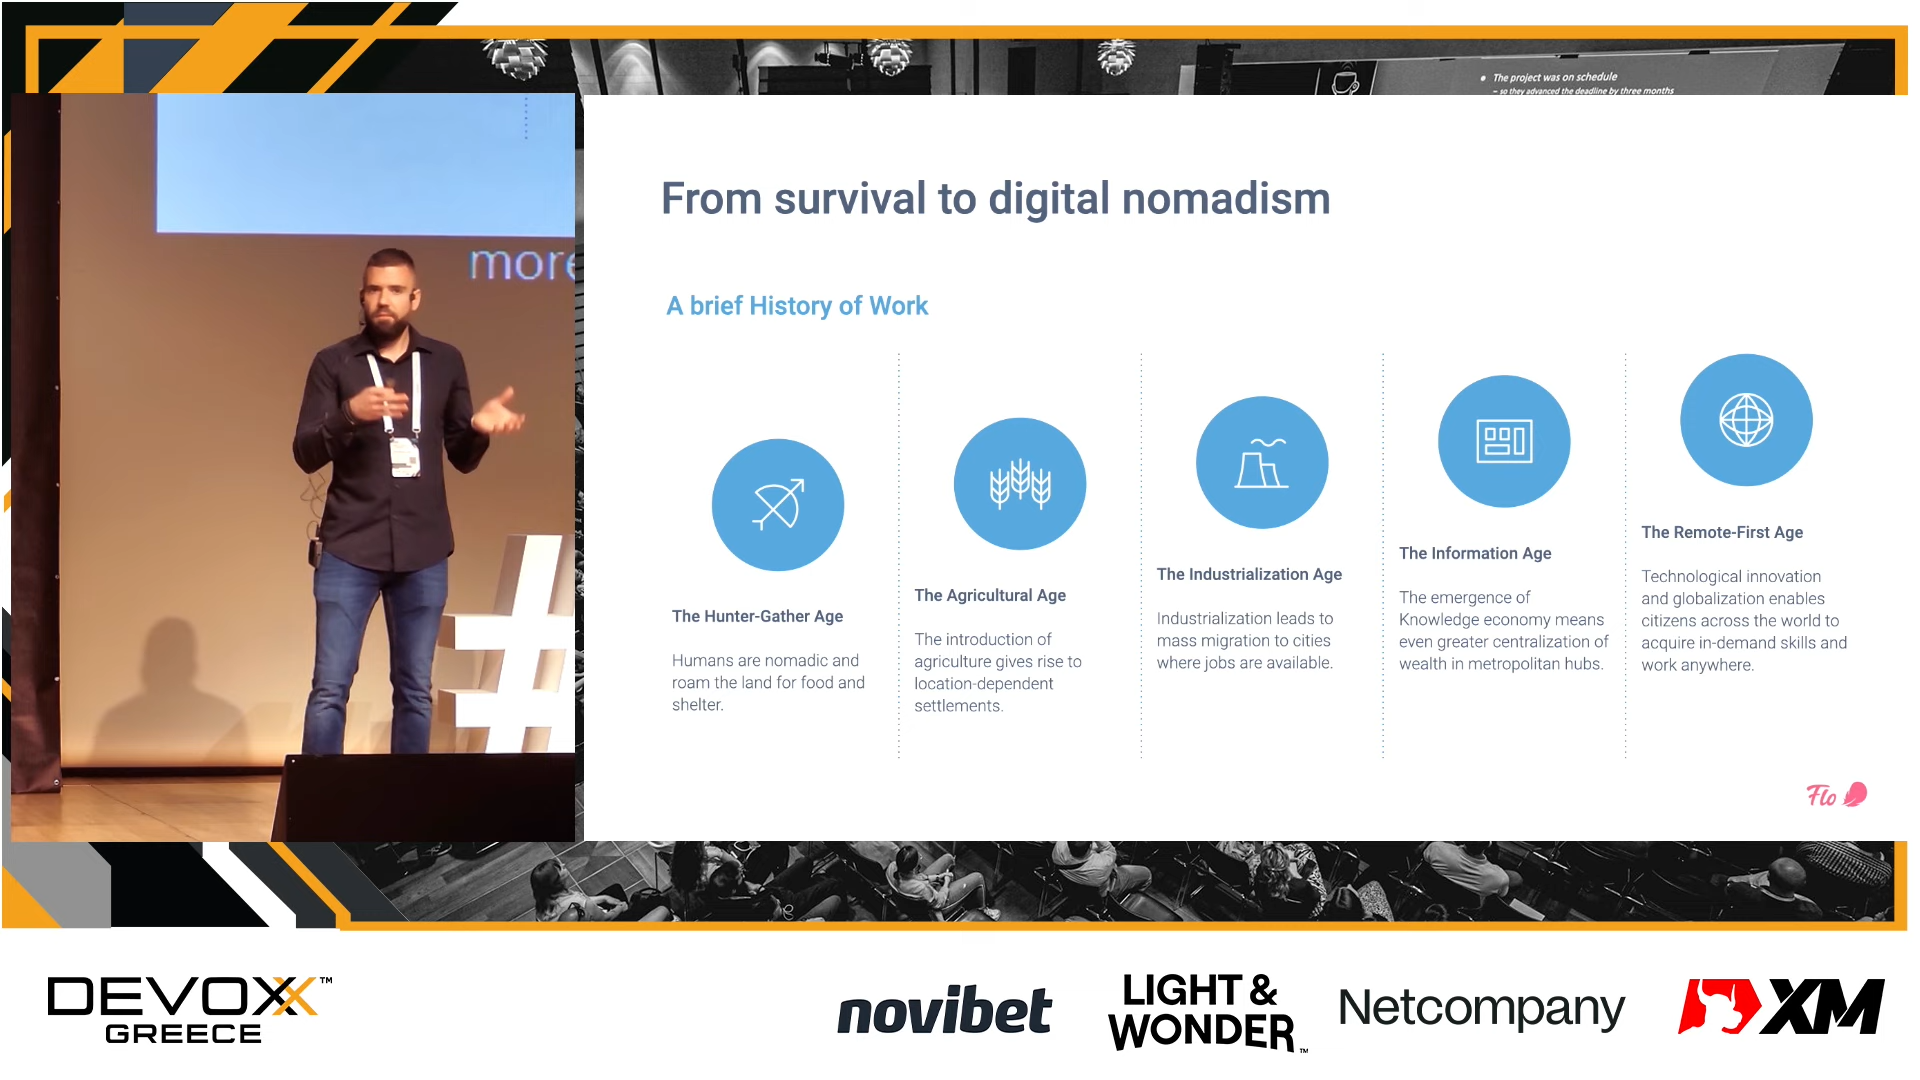 The project was on schedule
– so they advanced the deadline by three months
more
From survival to digital nomadism
A brief History of Work
The Hunter-Gather Age
Humans are nomadic and
roam the land for food and
shelter.
The Agricultural Age
The introduction of
agriculture gives rise to
location-dependent
settlements.
The Industrialization Age
Industrialization leads to
mass migration to cities
where jobs are available.
The Information Age
The emergence of
Knowledge economy means
even greater centralization of
wealth in metropolitan hubs.
The Remote-First Age
Technological innovation
and globalization enables
citizens across the world to
acquire in-demand skills and
work anywhere.
Flo
#
DEVOXX™
GREECE
novibet
LIGHT &
WONDER™
Netcompany
XM